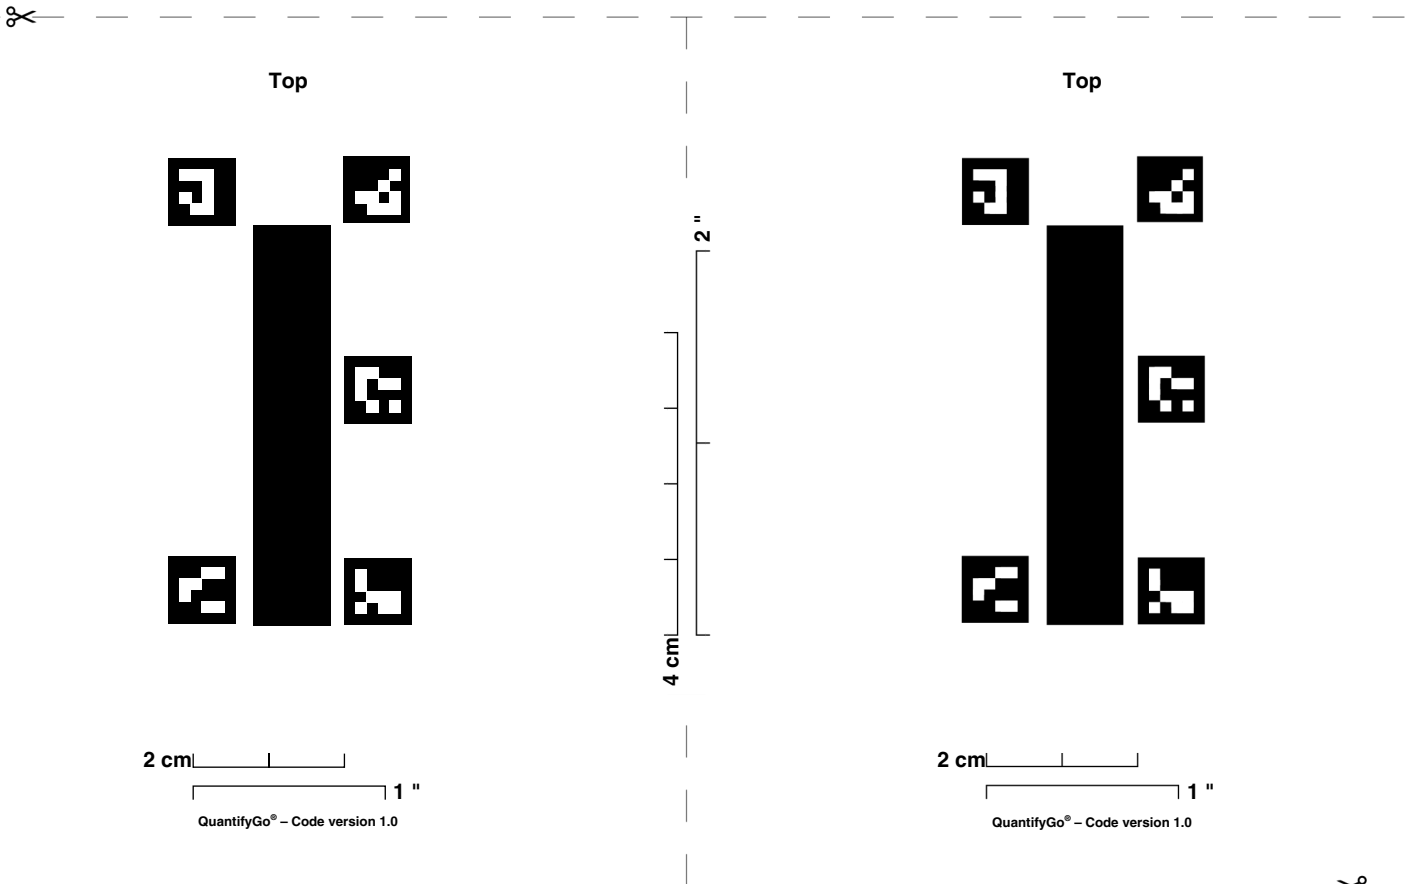 Top
Top
2 "
4 cm
2 cm
1 "
QuantifyGo® – Code version 1.0
2 cm
1 "
QuantifyGo® – Code version 1.0